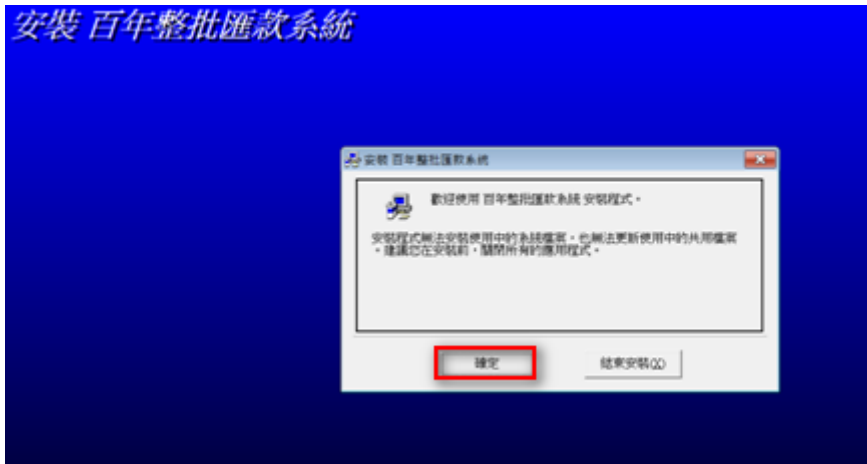 安裝 百年整批匯款系統
安裝 百年整批匯款系統
歡迎使用 百年整批匯款系統 安裝程式。
安裝程式無法安裝使用中的系統檔案，也無法更新使用中的共用檔案
。建議您在安裝前，關閉所有的應用程式。
確定
結束安裝(X)